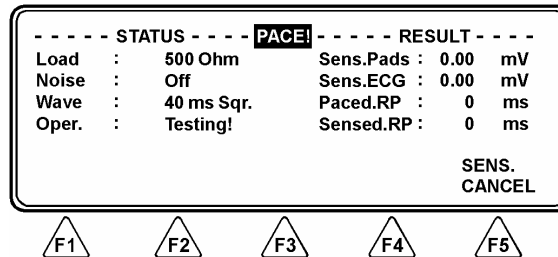 - - - - - STATUS - - - - PACE! - - - - - RESULT - - - -
Load : 500 Ohm Sens.Pads : 0.00 mV
Noise : Off Sens.ECG : 0.00 mV
Wave : 40 ms Sqr. Paced.RP : 0 ms
Oper. : Testing! Sensed.RP : 0 ms
SENS.
CANCEL
F1 F2 F3 F4 F5